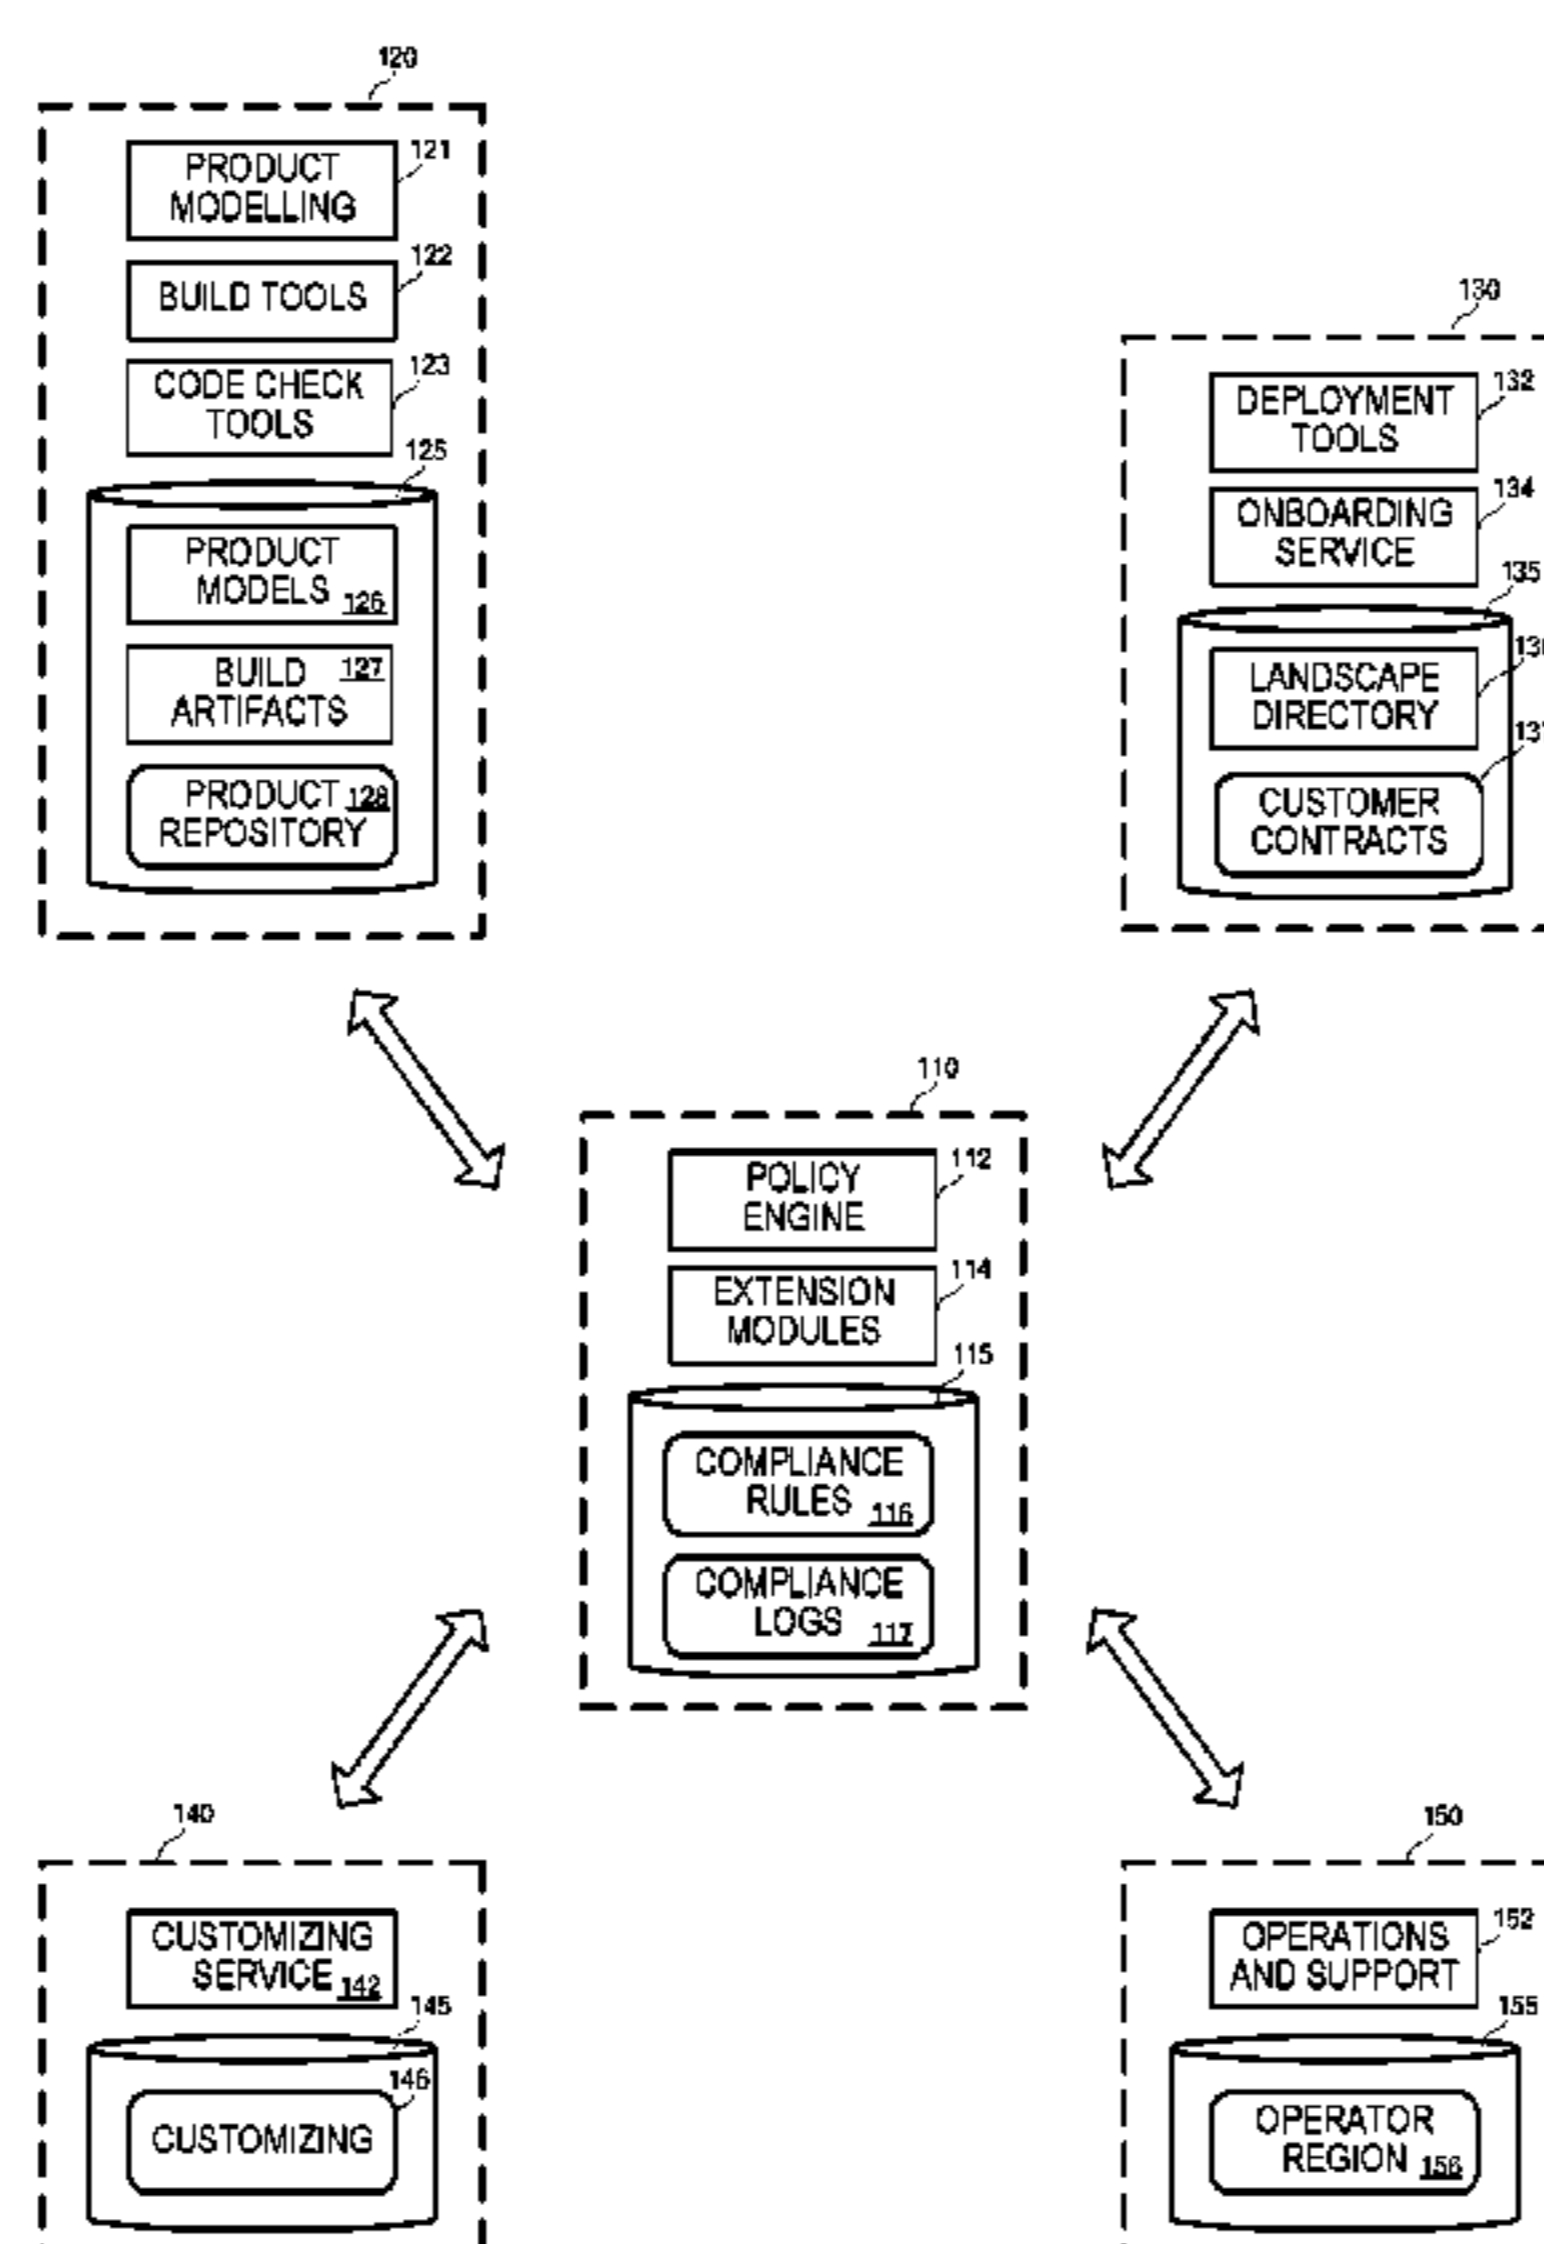 120
PRODUCT
MODELLING
121
BUILD TOOLS
122
CODE CHECK
TOOLS
123
125
PRODUCT
MODELS 126
BUILD 127
ARTIFACTS
PRODUCT 128
REPOSITORY
130
DEPLOYMENT
TOOLS
132
ONBOARDING
SERVICE
134
135
LANDSCAPE
DIRECTORY
CUSTOMER
CONTRACTS
110
POLICY
ENGINE
112
EXTENSION
MODULES
114
115
COMPLIANCE
RULES 116
COMPLIANCE
LOGS 117
140
CUSTOMIZING
SERVICE 142
145
146
CUSTOMIZING
150
OPERATIONS
AND SUPPORT
152
155
OPERATOR
REGION 156